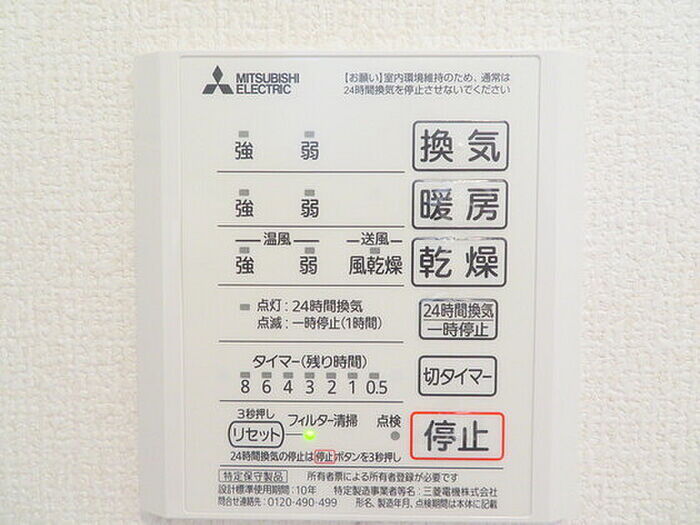 MITSUBISHI
ELECTRIC
【お願い】室内環境維持のため、通常は
24時間換気を停止させないでください
強 弱 換気
強 弱 暖房
温風 送風
強 弱 風乾燥 乾燥
点灯:24時間換気
点滅:一時停止(1時間)
24時間換気
一時停止
タイマー(残り時間)
8 6 4 3 2 1 0.5
切タイマー
3秒押し
リセット フィルター清掃 点検
停止
24時間換気の停止は停止ボタンを3秒押し
特定保守製品 所有者票による所有者登録が必要です
設計標準使用期間:10年 特定製造事業者等名:三菱電機株式会社
問合せ連絡先:0120-490-499 形名、製造年月、点検期間は本体に記載